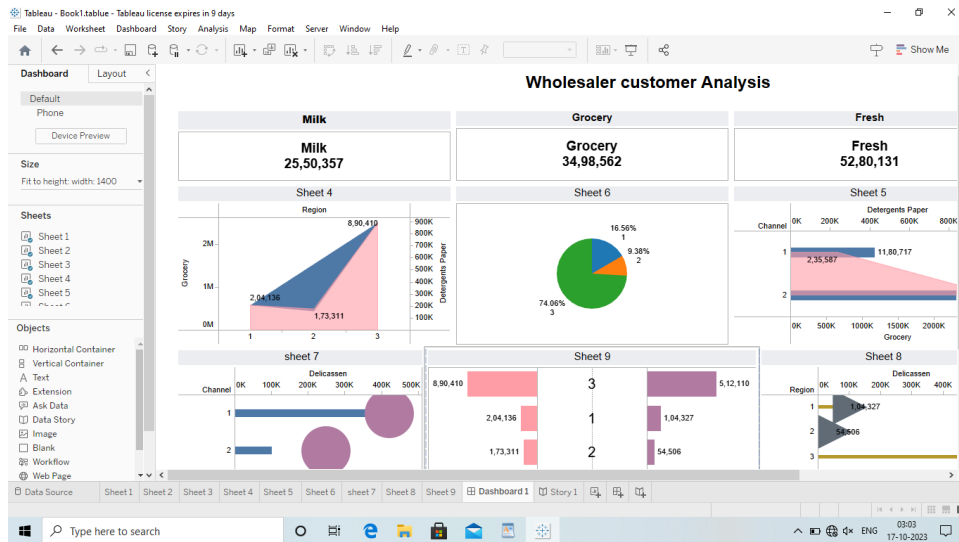 Tableau - Book1.tablue - Tableau license expires in 9 days
File Data Worksheet Dashboard Story Analysis Map Format Server Window Help
Show Me
Dashboard Layout
Default
Phone
Device Preview
Size
Fit to height: width: 1400
Sheets
Sheet 1
Sheet 2
Sheet 3
Sheet 4
Sheet 5
Objects
Horizontal Container
Vertical Container
Text
Extension
Ask Data
Data Story
Image
Blank
Workflow
Web Page
Wholesaler customer Analysis
Milk
Milk
25,50,357
Grocery
Grocery
34,98,562
Fresh
Fresh
52,80,131
Sheet 4
Region
Grocery
2M
1M
0M
8,90,410
2,04,136
1,73,311
900K
800K
700K
600K
500K
400K
300K
200K
100K
Detergents Paper
1 2 3
Sheet 6
16.56%
1
9.38%
2
74.06%
3
Sheet 5
Detergents Paper
Channel 0K 200K 400K 600K 800K
1 11,80,717
2,35,587
2
0K 500K 1000K 1500K 2000K
Grocery
sheet 7
Delicassen
Channel 0K 100K 200K 300K 400K 500K
1
2
Sheet 9
8,90,410 3 5,12,110
2,04,136 1 1,04,327
1,73,311 2 54,506
Sheet 8
Delicassen
Region 0K 100K 200K 300K 400K
1 1,04,327
2 54,506
3
Data Source Sheet 1 Sheet 2 Sheet 3 Sheet 4 Sheet 5 Sheet 6 sheet 7 Sheet 8 Sheet 9 Dashboard 1 Story 1
Type here to search
ENG
03:03
17-10-2023